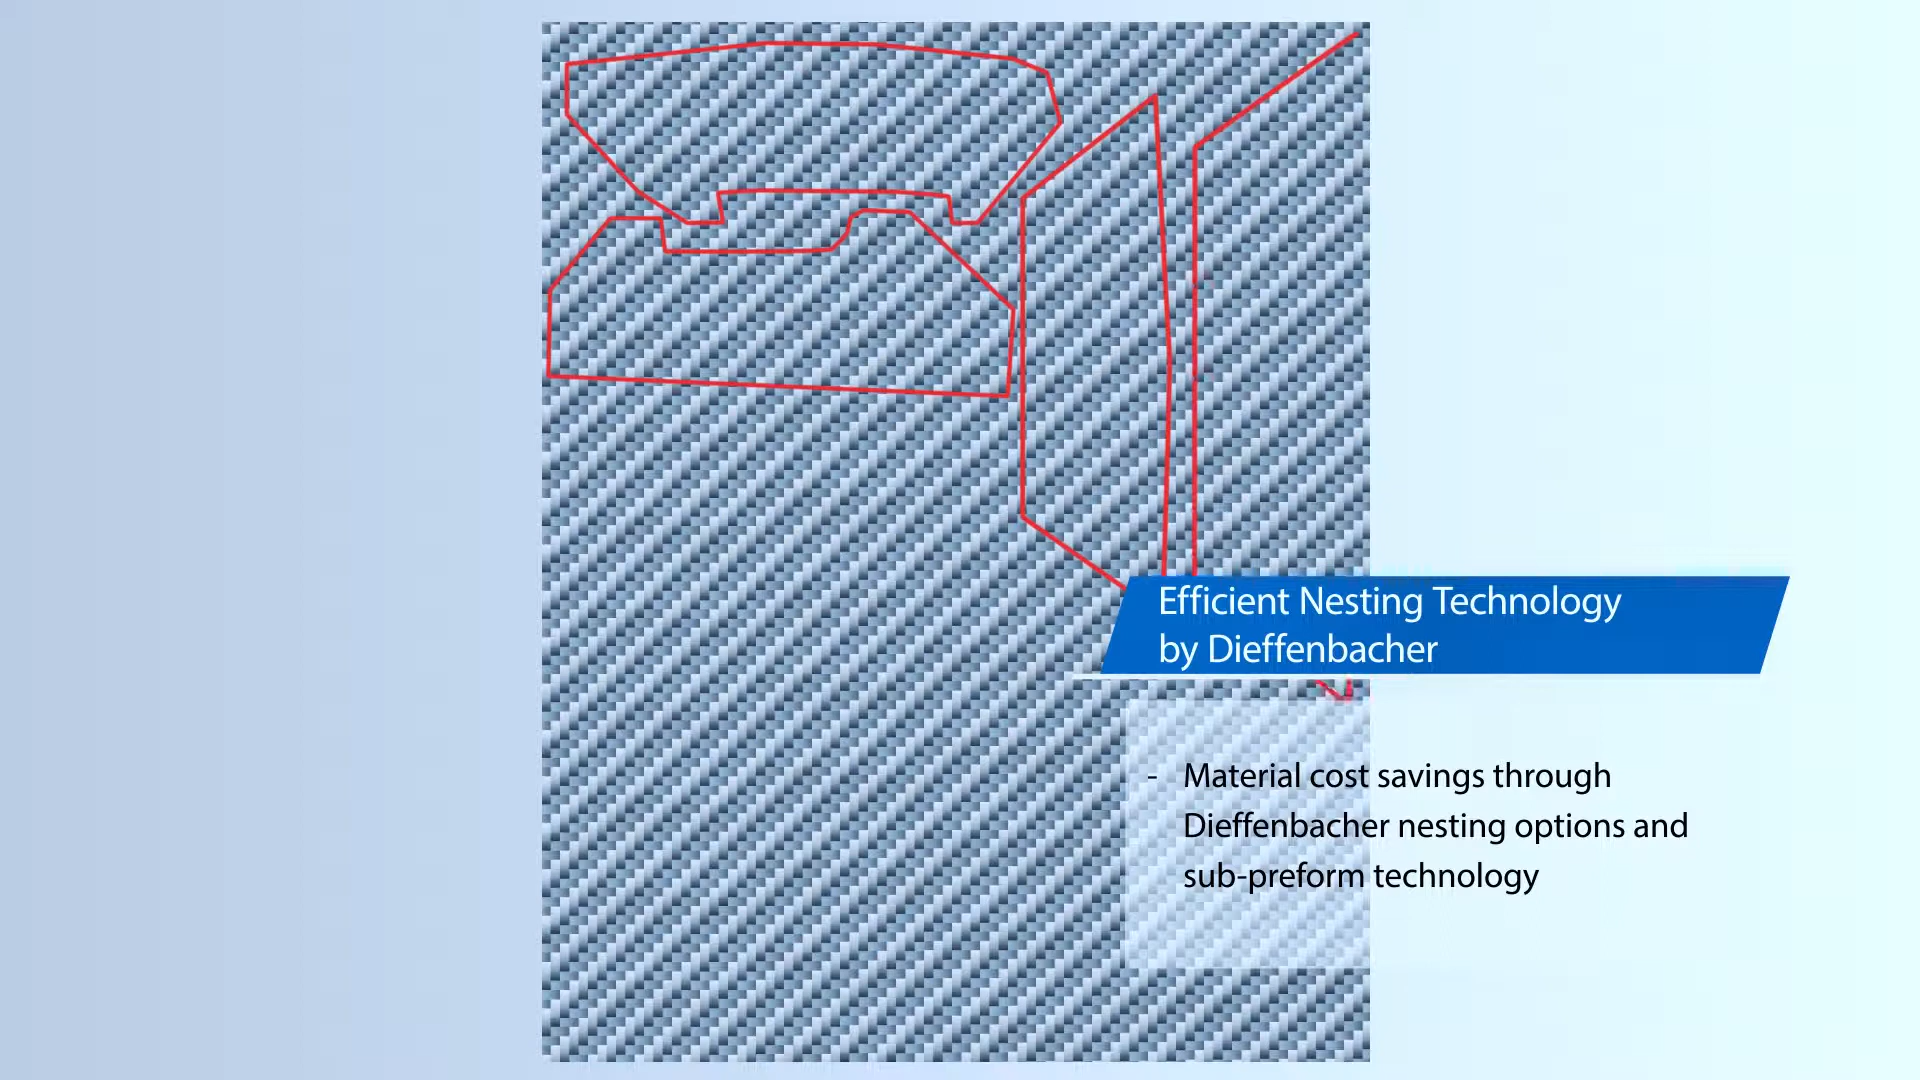 Efficient Nesting Technology
by Dieffenbacher
- Material cost savings through
Dieffenbacher nesting options and
sub-preform technology